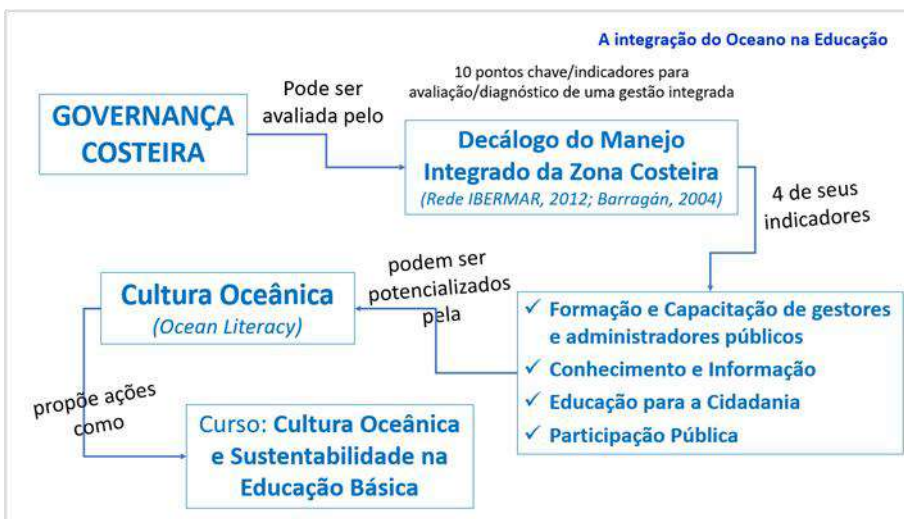 A integração do Oceano na Educação
GOVERNANÇA
COSTEIRA
Pode ser
avaliada pelo
10 pontos chave/indicadores para
avaliação/diagnóstico de uma gestão integrada
Decálogo do Manejo
Integrado da Zona Costeira
(Rede IBERMAR, 2012; Barragán, 2004)
4 de seus
indicadores
✓ Formação e Capacitação de gestores
e administradores públicos
✓ Conhecimento e Informação
✓ Educação para a Cidadania
✓ Participação Pública
podem ser
potencializados
pela
Cultura Oceânica
(Ocean Literacy)
propõe ações
como
Curso: Cultura Oceânica
e Sustentabilidade na
Educação Básica